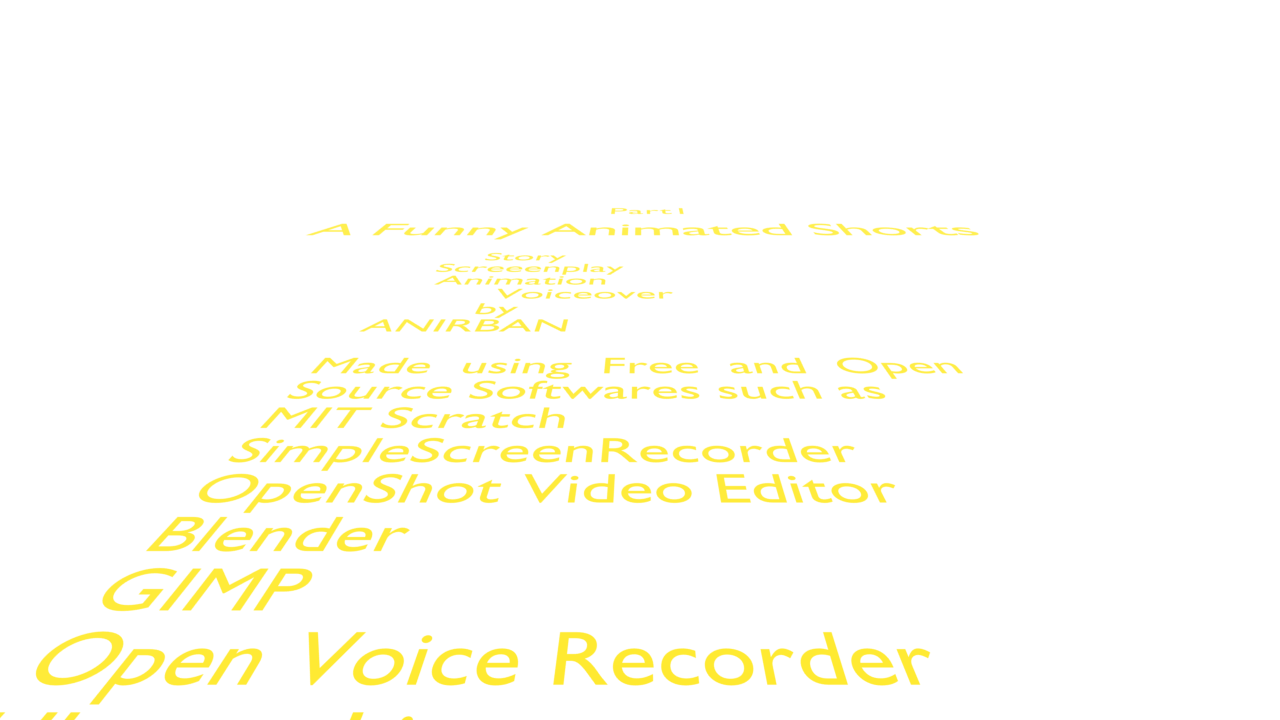 Part I
A Funny Animated Shorts
Story
Screeenplay
Animation
Voiceover
by
ANIRBAN
Made using Free and Open
Source Softwares such as
MIT Scratch
SimpleScreenRecorder
OpenShot Video Editor
Blender
GIMP
Open Voice Recorder